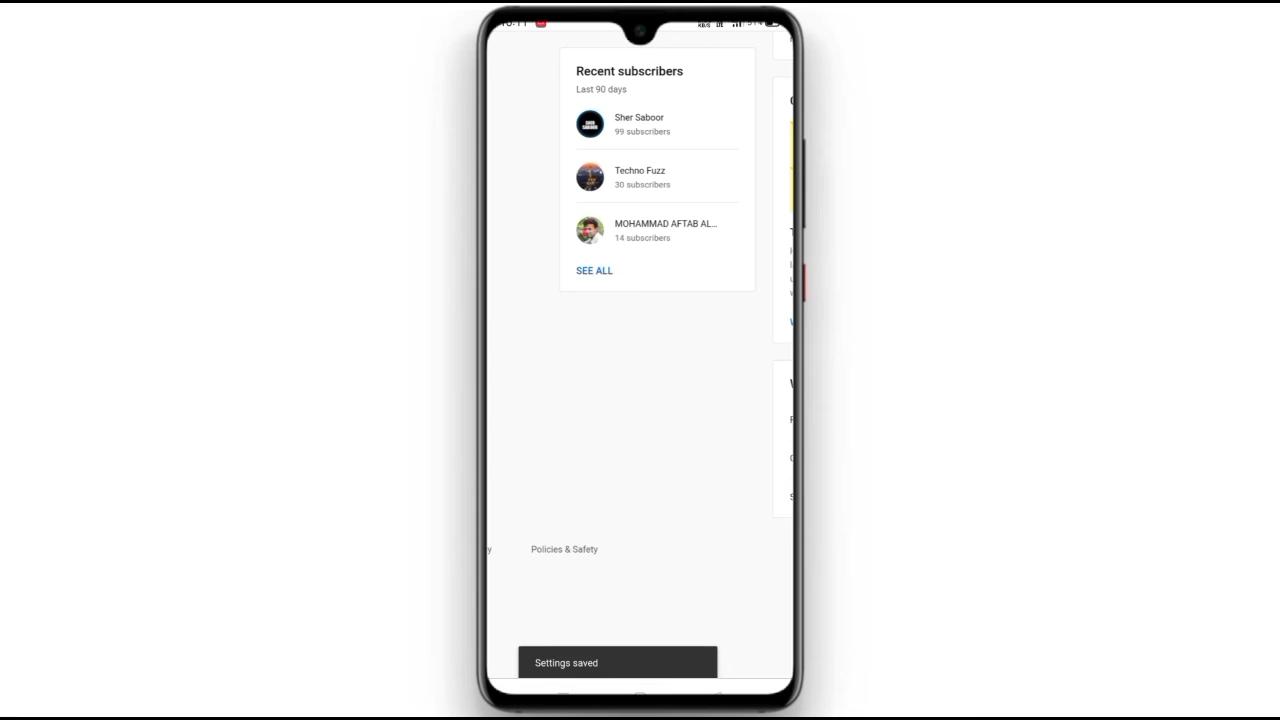 Recent subscribers
Last 90 days
Sher Saboor
99 subscribers
Techno Fuzz
30 subscribers
MOHAMMAD AFTAB AL...
14 subscribers
SEE ALL
y
Policies & Safety
Settings saved